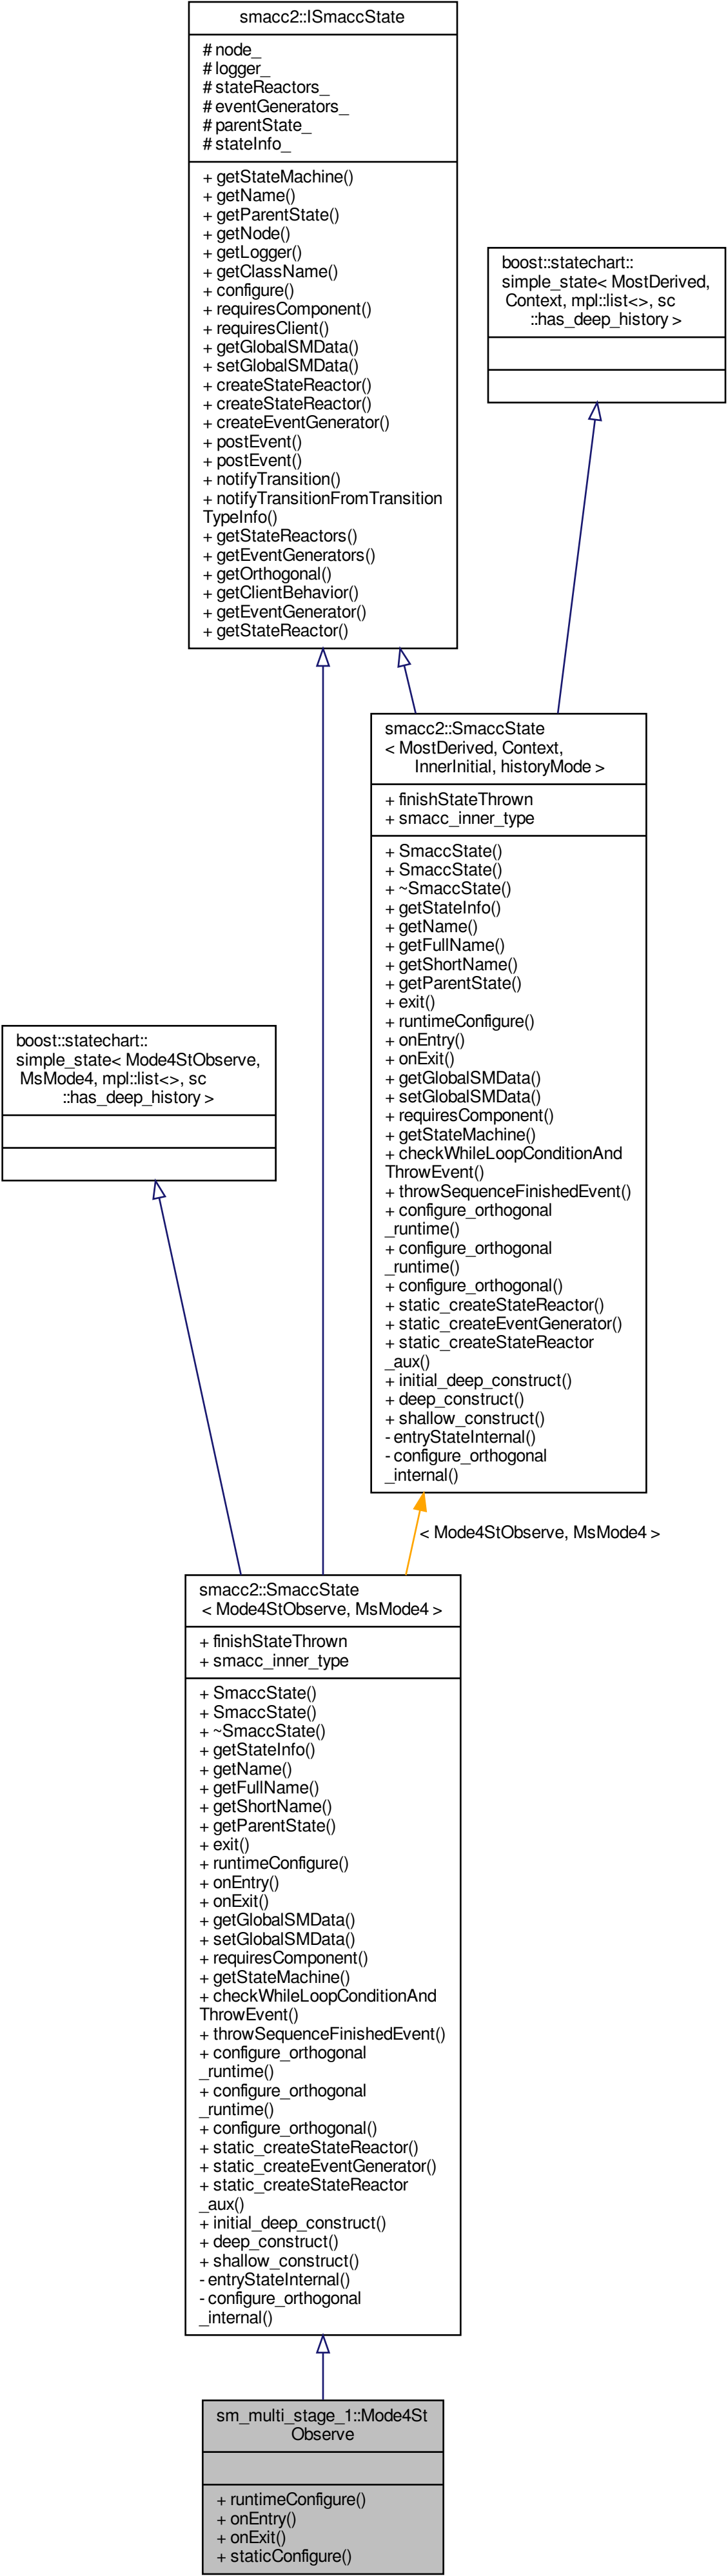 smacc2::ISmaccState
# node_
# logger_
# stateReactors_
# eventGenerators_
# parentState_
# stateInfo_
+ getStateMachine()
+ getName()
+ getParentState()
+ getNode()
+ getLogger()
+ getClassName()
+ configure()
+ requiresComponent()
+ requiresClient()
+ getGlobalSMData()
+ setGlobalSMData()
+ createStateReactor()
+ createStateReactor()
+ createEventGenerator()
+ postEvent()
+ postEvent()
+ notifyTransition()
+ notifyTransitionFromTransition
TypeInfo()
+ getStateReactors()
+ getEventGenerators()
+ getOrthogonal()
+ getClientBehavior()
+ getEventGenerator()
+ getStateReactor()
boost::statechart::
simple_state< MostDerived,
Context, mpl::list<>, sc
::has_deep_history >
smacc2::SmaccState
< MostDerived, Context,
InnerInitial, historyMode >
+ finishStateThrown
+ smacc_inner_type
+ SmaccState()
+ SmaccState()
+ ~SmaccState()
+ getStateInfo()
+ getName()
+ getFullName()
+ getShortName()
+ getParentState()
+ exit()
+ runtimeConfigure()
+ onEntry()
+ onExit()
+ getGlobalSMData()
+ setGlobalSMData()
+ requiresComponent()
+ getStateMachine()
+ checkWhileLoopConditionAnd
ThrowEvent()
+ throwSequenceFinishedEvent()
+ configure_orthogonal
_runtime()
+ configure_orthogonal
_runtime()
+ configure_orthogonal()
+ static_createStateReactor()
+ static_createEventGenerator()
+ static_createStateReactor
_aux()
+ initial_deep_construct()
+ deep_construct()
+ shallow_construct()
- entryStateInternal()
- configure_orthogonal
_internal()
boost::statechart::
simple_state< Mode4StObserve,
MsMode4, mpl::list<>, sc
::has_deep_history >
< Mode4StObserve, MsMode4 >
smacc2::SmaccState
< Mode4StObserve, MsMode4 >
+ finishStateThrown
+ smacc_inner_type
+ SmaccState()
+ SmaccState()
+ ~SmaccState()
+ getStateInfo()
+ getName()
+ getFullName()
+ getShortName()
+ getParentState()
+ exit()
+ runtimeConfigure()
+ onEntry()
+ onExit()
+ getGlobalSMData()
+ setGlobalSMData()
+ requiresComponent()
+ getStateMachine()
+ checkWhileLoopConditionAnd
ThrowEvent()
+ throwSequenceFinishedEvent()
+ configure_orthogonal
_runtime()
+ configure_orthogonal
_runtime()
+ configure_orthogonal()
+ static_createStateReactor()
+ static_createEventGenerator()
+ static_createStateReactor
_aux()
+ initial_deep_construct()
+ deep_construct()
+ shallow_construct()
- entryStateInternal()
- configure_orthogonal
_internal()
sm_multi_stage_1::Mode4St
Observe
+ runtimeConfigure()
+ onEntry()
+ onExit()
+ staticConfigure()